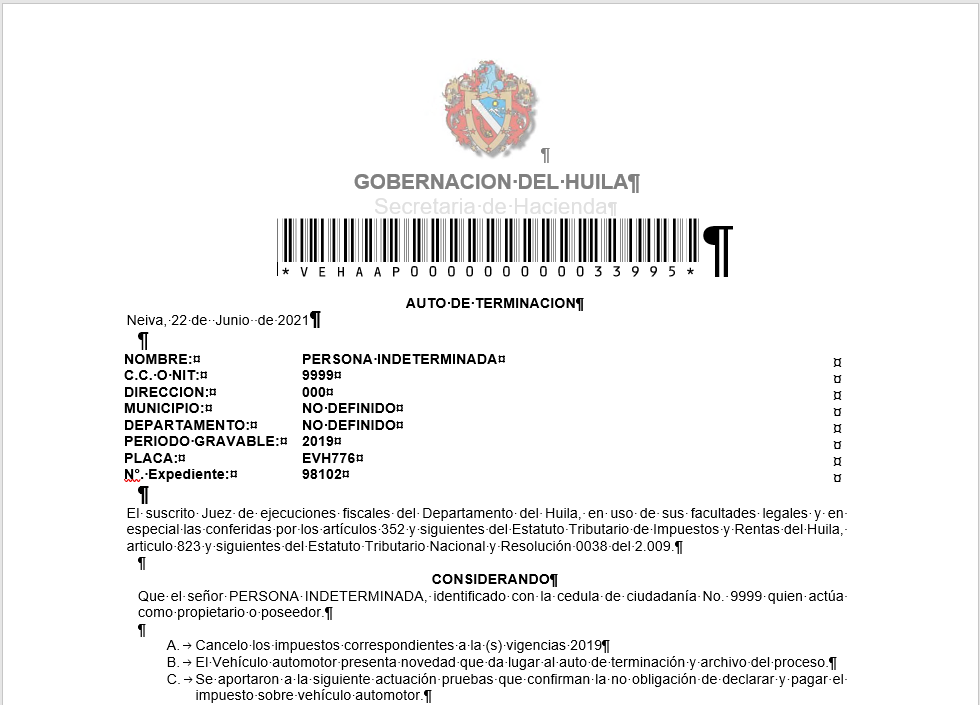 GOBERNACION DEL HUILA
Secretaria de Hacienda
*VEHAAP00000000033995*
AUTO DE TERMINACION
Neiva, 22 de  Junio  de 2021
NOMBRE: PERSONA INDETERMINADA
C.C. O NIT: 9999
DIRECCION: 000
MUNICIPIO: NO DEFINIDO
DEPARTAMENTO: NO DEFINIDO
PERIODO GRAVABLE: 2019
PLACA: EVH776
N°. Expediente: 98102
El suscrito Juez de ejecuciones fiscales del Departamento del Huila, en uso de sus facultades legales y en
especial las conferidas por los artículos 352 y siguientes del Estatuto Tributario de Impuestos y Rentas del Huila,
articulo 823 y siguientes del Estatuto Tributario Nacional y Resolución 0038 del 2.009.
CONSIDERANDO
Que el señor PERSONA INDETERMINADA, identificado con la cedula de ciudadanía No. 9999 quien actúa
como propietario o poseedor.
A. Cancelo los impuestos correspondientes a la (s) vigencias 2019
B. El Vehículo automotor presenta novedad que da lugar al auto de terminación y archivo del proceso.
C. Se aportaron a la siguiente actuación pruebas que confirman la no obligación de declarar y pagar el
impuesto sobre vehículo automotor.